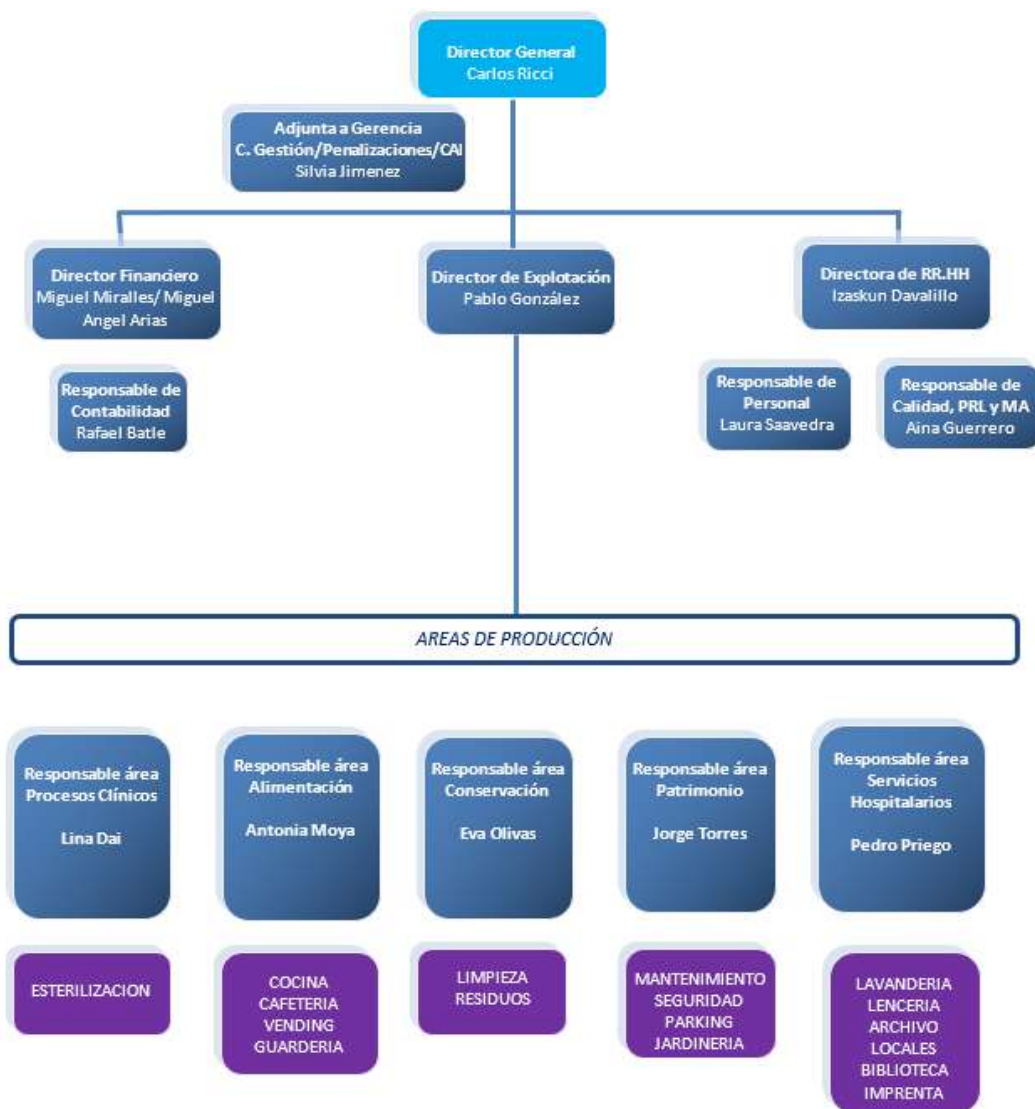 Director General
Carlos Ricci
Adjunta a Gerencia
C. Gestión/Penalizaciones/CAI
Silvia Jimenez
Director Financiero
Miguel Miralles/ Miguel
Angel Arias
Director de Explotación
Pablo González
Directora de RR.HH
Izaskun Davalillo
Responsable de
Contabilidad
Rafael Batle
Responsable de
Personal
Laura Saavedra
Responsable de
Calidad, PRL y MA
Aina Guerrero
AREAS DE PRODUCCIÓN
Responsable área
Procesos Clínicos
Lina Dai
Responsable área
Alimentación
Antonia Moya
Responsable área
Conservación
Eva Olivas
Responsable área
Patrimonio
Jorge Torres
Responsable área
Servicios
Hospitalarios
Pedro Priego
ESTERILIZACION
COCINA
CAFETERIA
VENDING
GUARDERIA
LIMPIEZA
RESIDUOS
MANTENIMIENTO
SEGURIDAD
PARKING
JARDINERIA
LAVANDERIA
LENCERIA
ARCHIVO
LOCALES
BIBLIOTECA
IMPRENTA